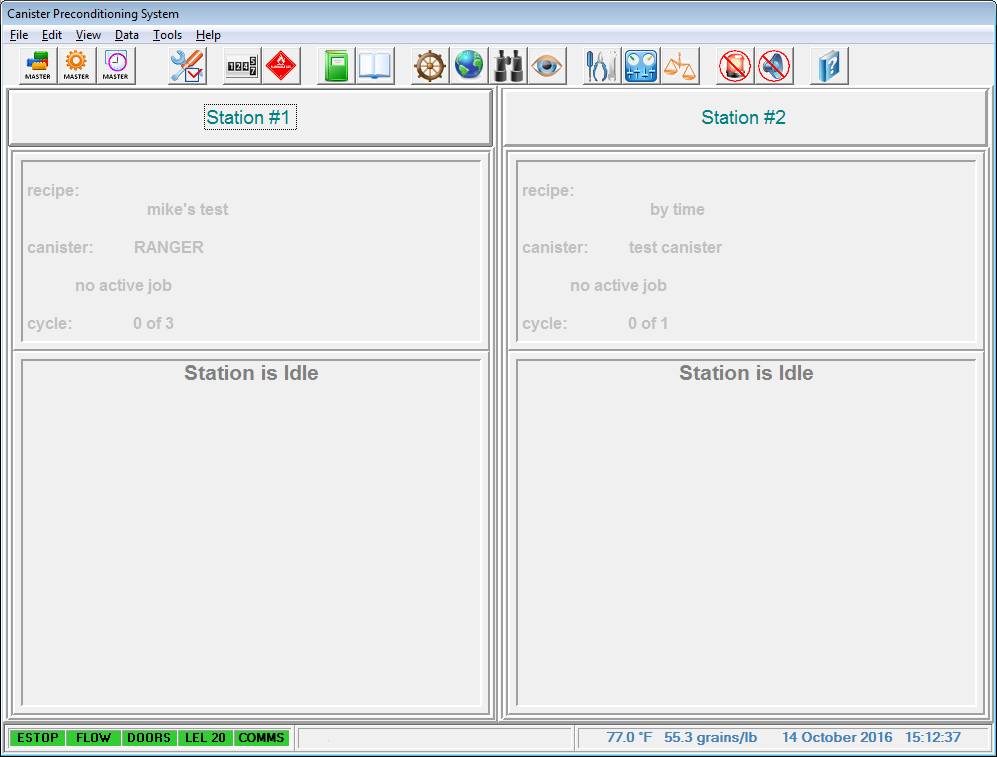 Canister Preconditioning System
File Edit View Data Tools Help
MASTER MASTER MASTER
Station #1
Station #2
recipe:
mike's test
canister: RANGER
no active job
cycle: 0 of 3
recipe:
by time
canister: test canister
no active job
cycle: 0 of 1
Station is Idle
Station is Idle
ESTOP FLOW DOORS LEL 20 COMMS
77.0 °F 55.3 grains/lb 14 October 2016 15:12:37